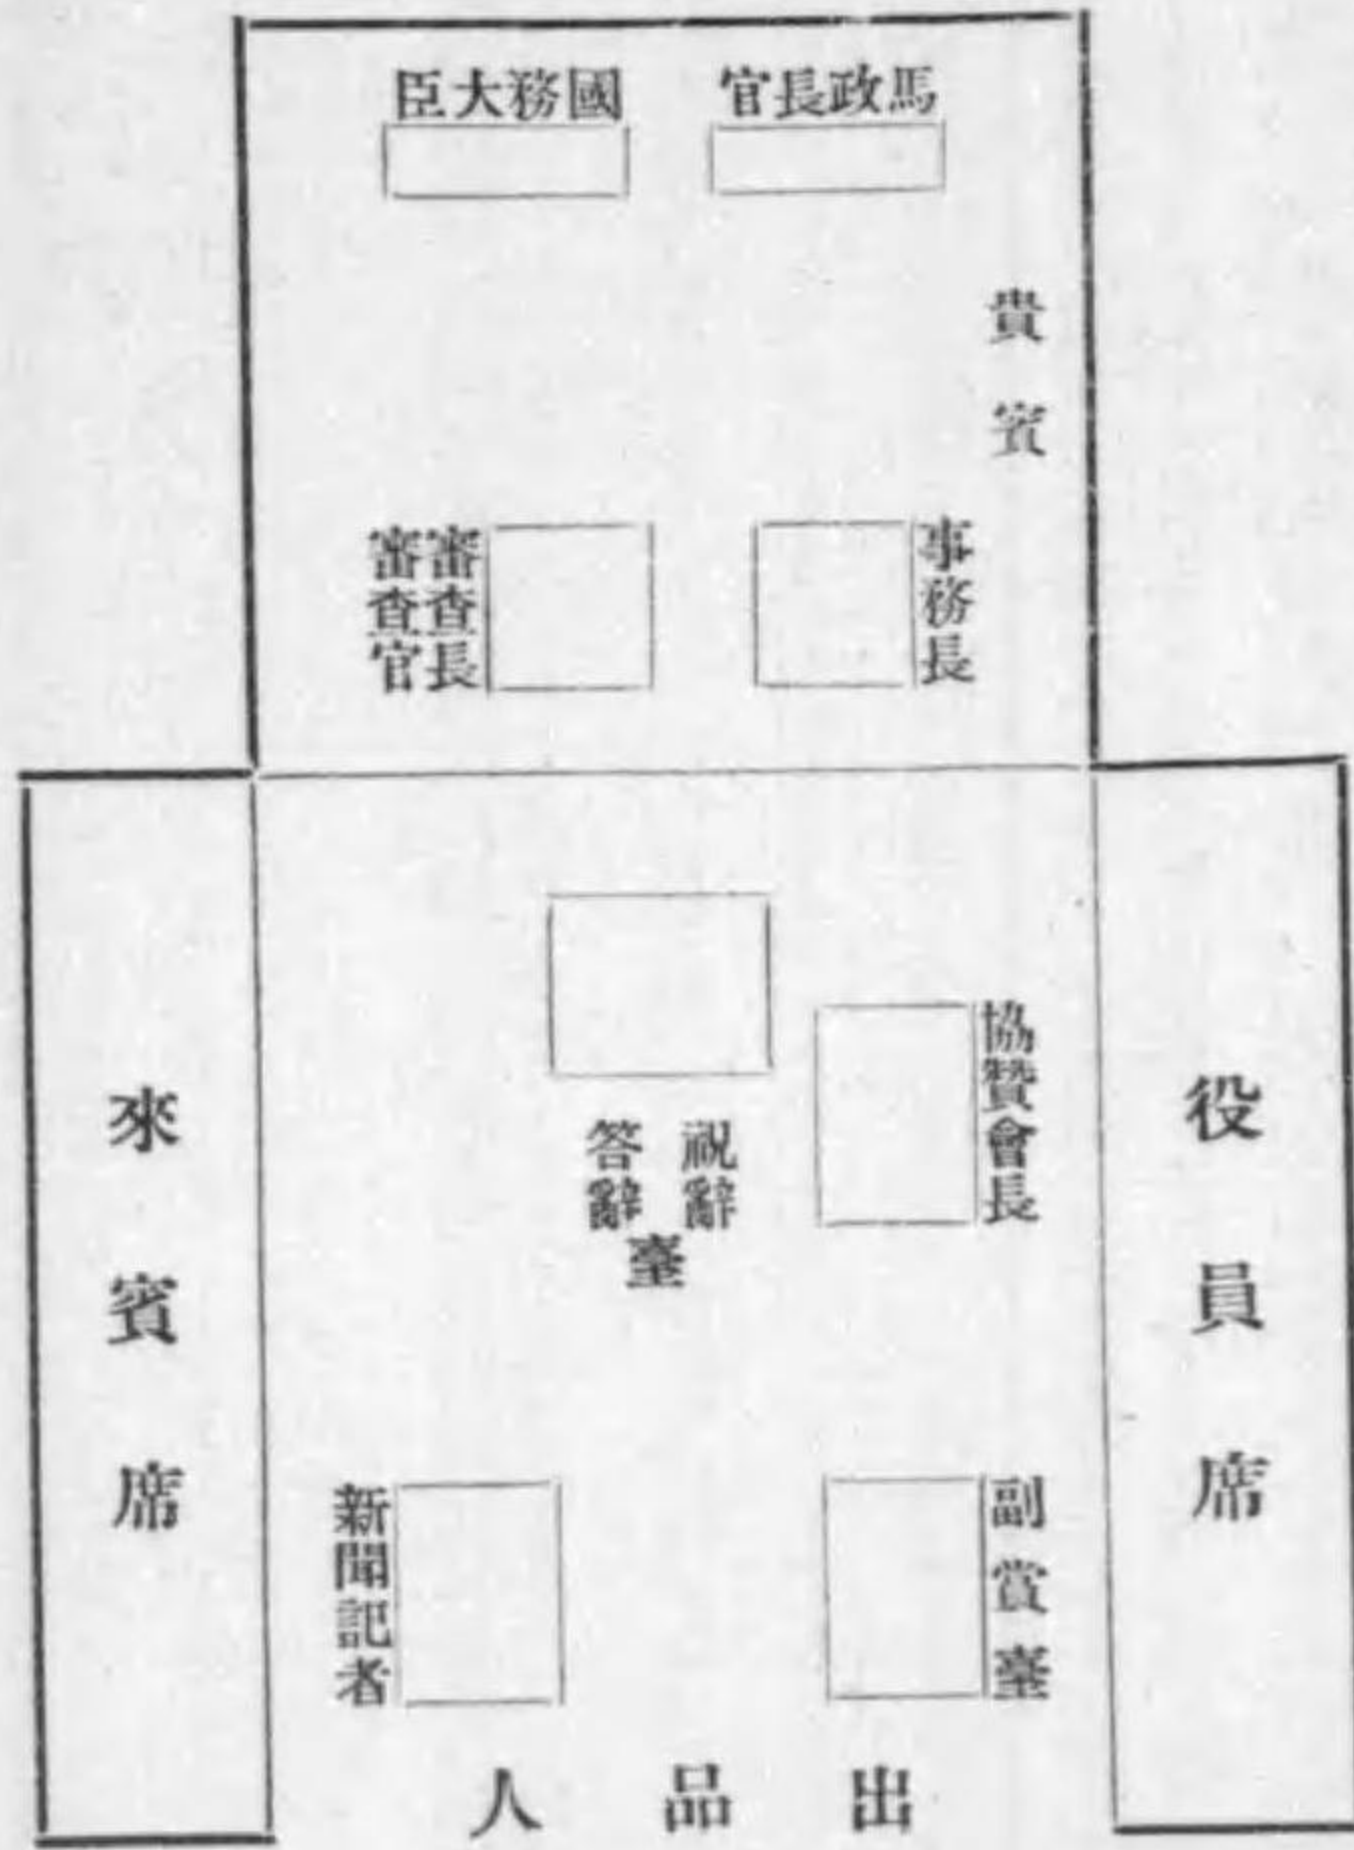 馬政長官
國務大臣
貴賓
事務長
審査長
審査官
協贊會長
祝辭
答辭
臺
役員席
來賓席
副賞臺
新聞記者
出品人